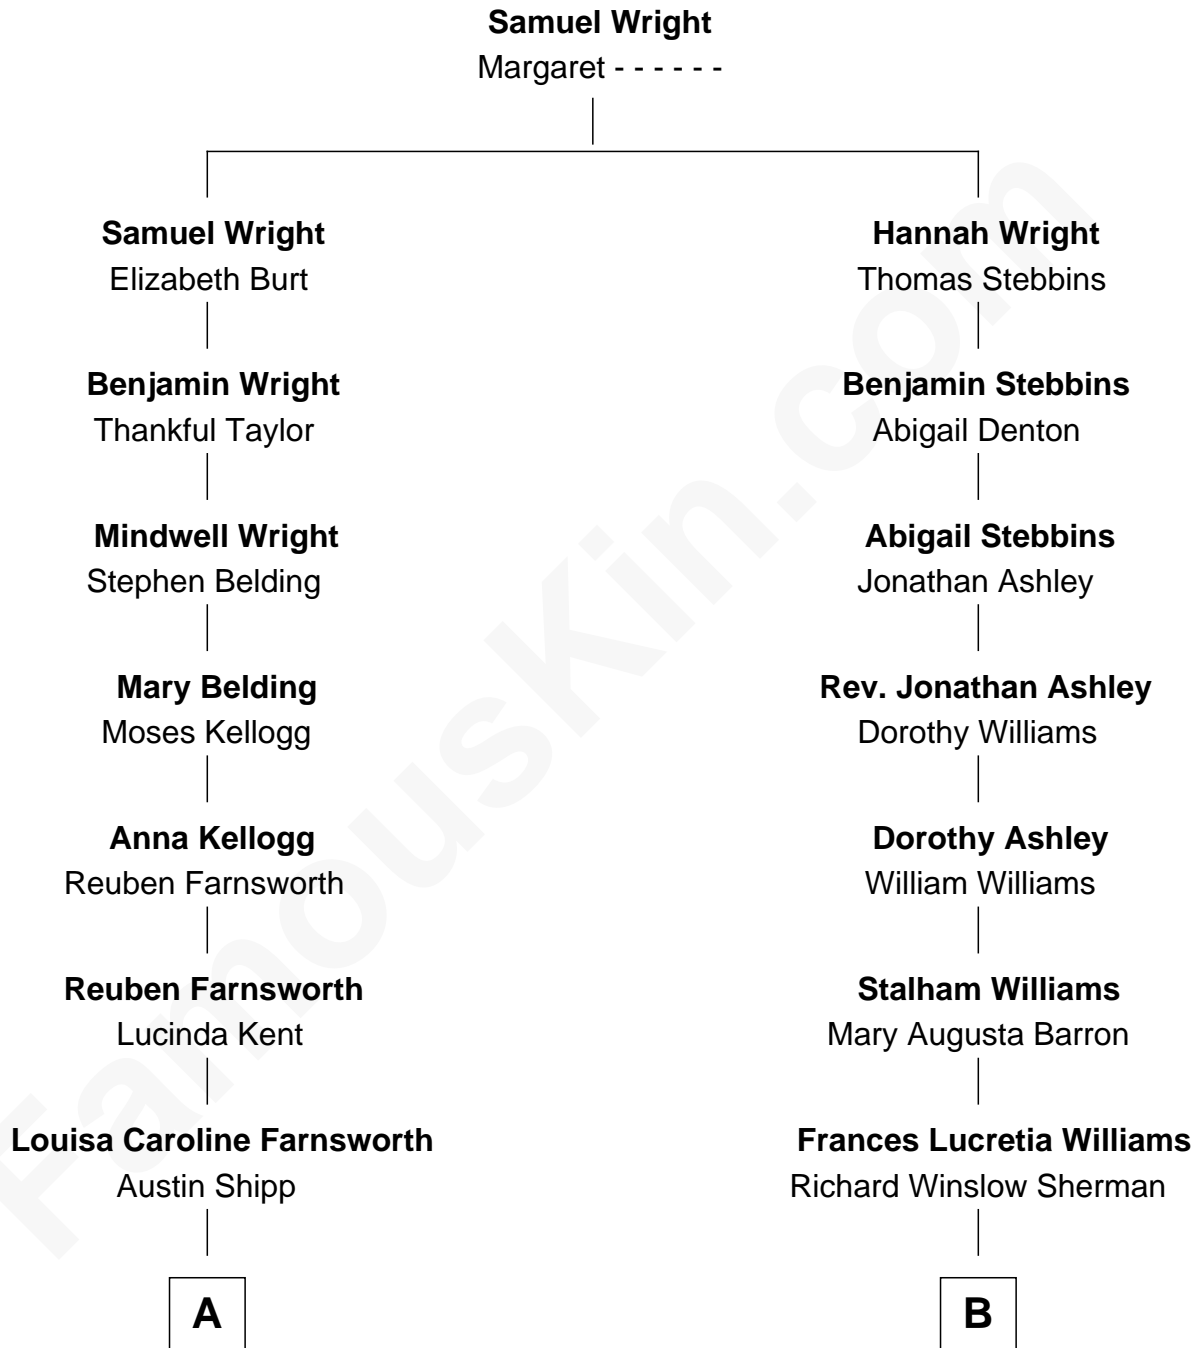 Samuel Wright
Margaret - - - - - -
Samuel Wright
Elizabeth Burt
Hannah Wright
Thomas Stebbins
Benjamin Wright
Thankful Taylor
Benjamin Stebbins
Abigail Denton
Mindwell Wright
Stephen Belding
Abigail Stebbins
Jonathan Ashley
Mary Belding
Moses Kellogg
Rev. Jonathan Ashley
Dorothy Williams
Anna Kellogg
Reuben Farnsworth
Dorothy Ashley
William Williams
Reuben Farnsworth
Lucinda Kent
Stalham Williams
Mary Augusta Barron
Louisa Caroline Farnsworth
Austin Shipp
Frances Lucretia Williams
Richard Winslow Sherman
A
B
FamousKin.com